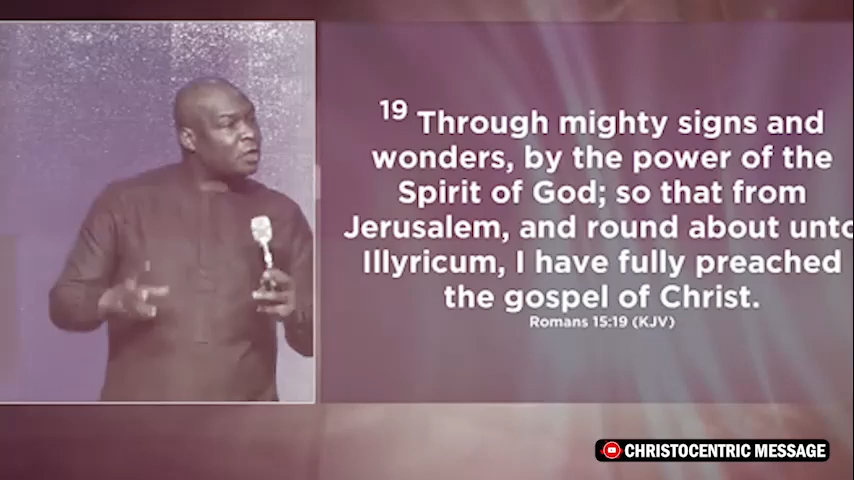 19 Through mighty signs and
wonders, by the power of the
Spirit of God; so that from
Jerusalem, and round about unto
Illyricum, I have fully preached
the gospel of Christ.
Romans 15:19 (KJV)
CHRISTOCENTRIC MESSAGE